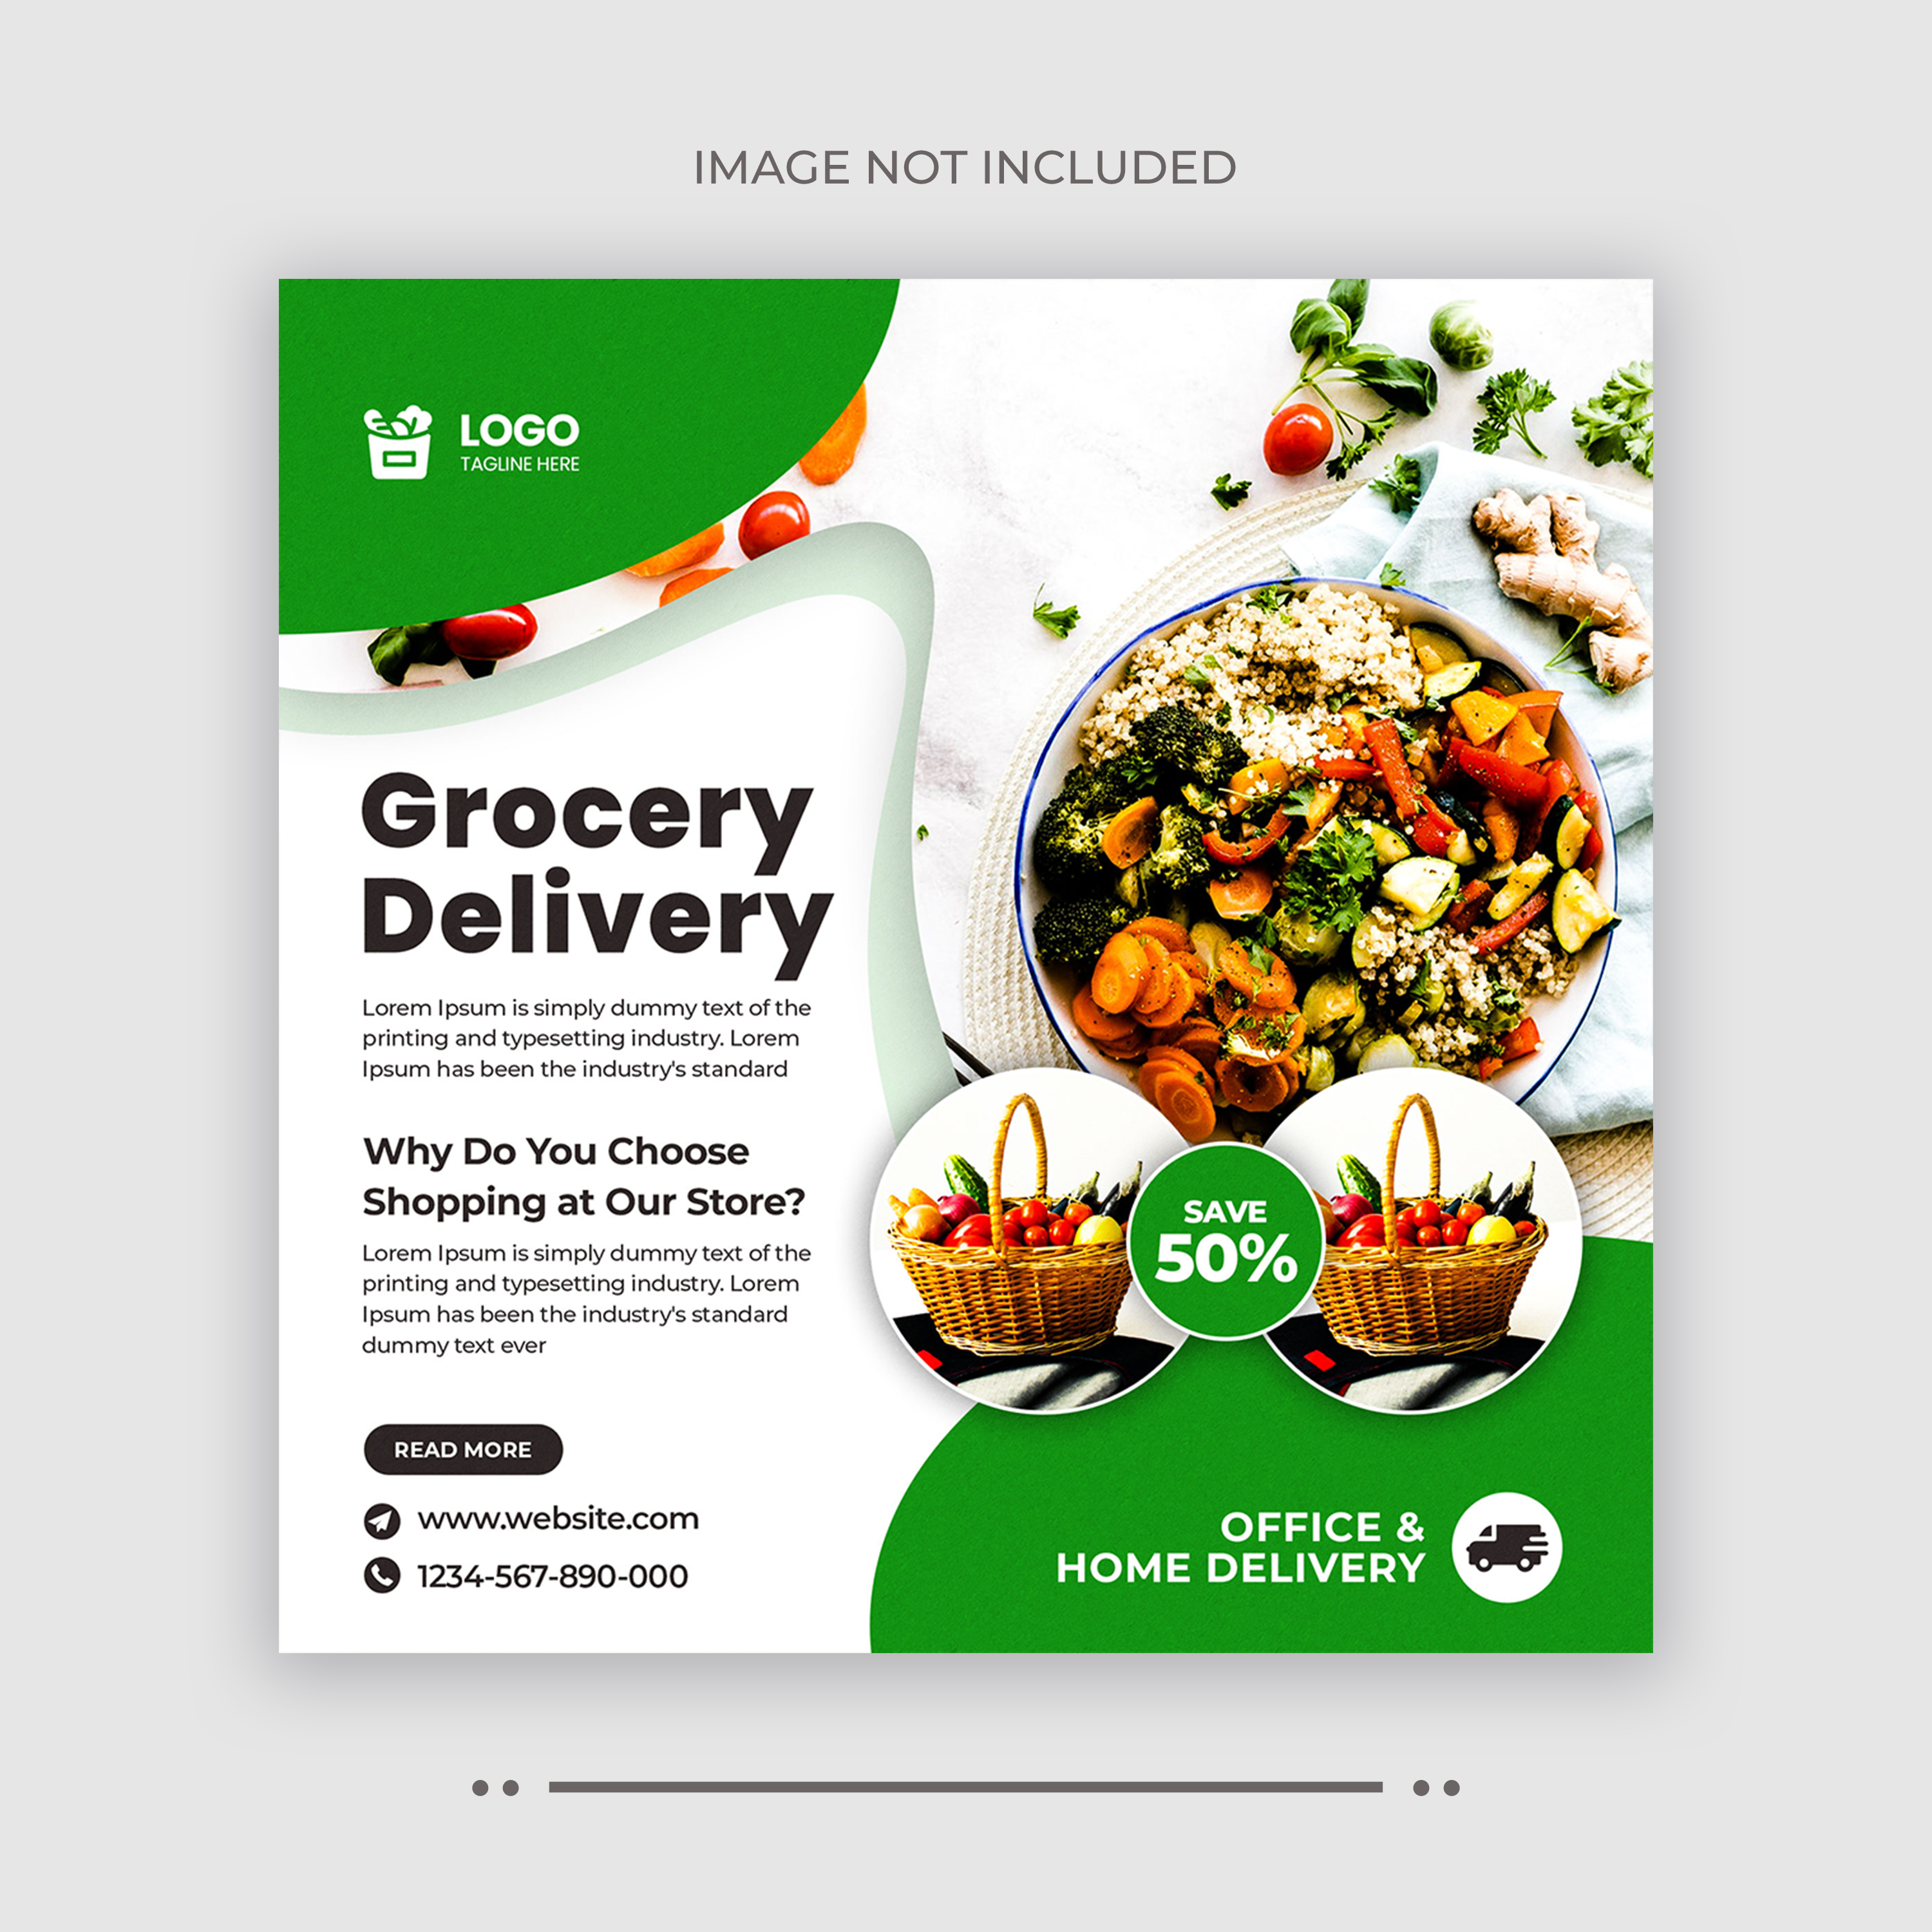 IMAGE NOT INCLUDED
LOGO
TAGLINE HERE
Grocery
Delivery
Lorem Ipsum is simply dummy text of the
printing and typesetting industry. Lorem
Ipsum has been the industry's standard
Why Do You Choose
Shopping at Our Store?
Lorem Ipsum is simply dummy text of the
printing and typesetting industry. Lorem
Ipsum has been the industry's standard
dummy text ever
SAVE
50%
READ MORE
www.website.com
1234-567-890-000
OFFICE &
HOME DELIVERY